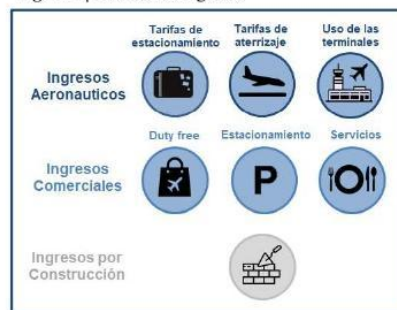 Tarifas de estacionamiento
Tarifas de aterrizaje
Uso de las terminales
Ingresos Aeronauticos
Duty free
Estacionamiento
Servicios
Ingresos Comerciales
P
Ingresos por Construcción